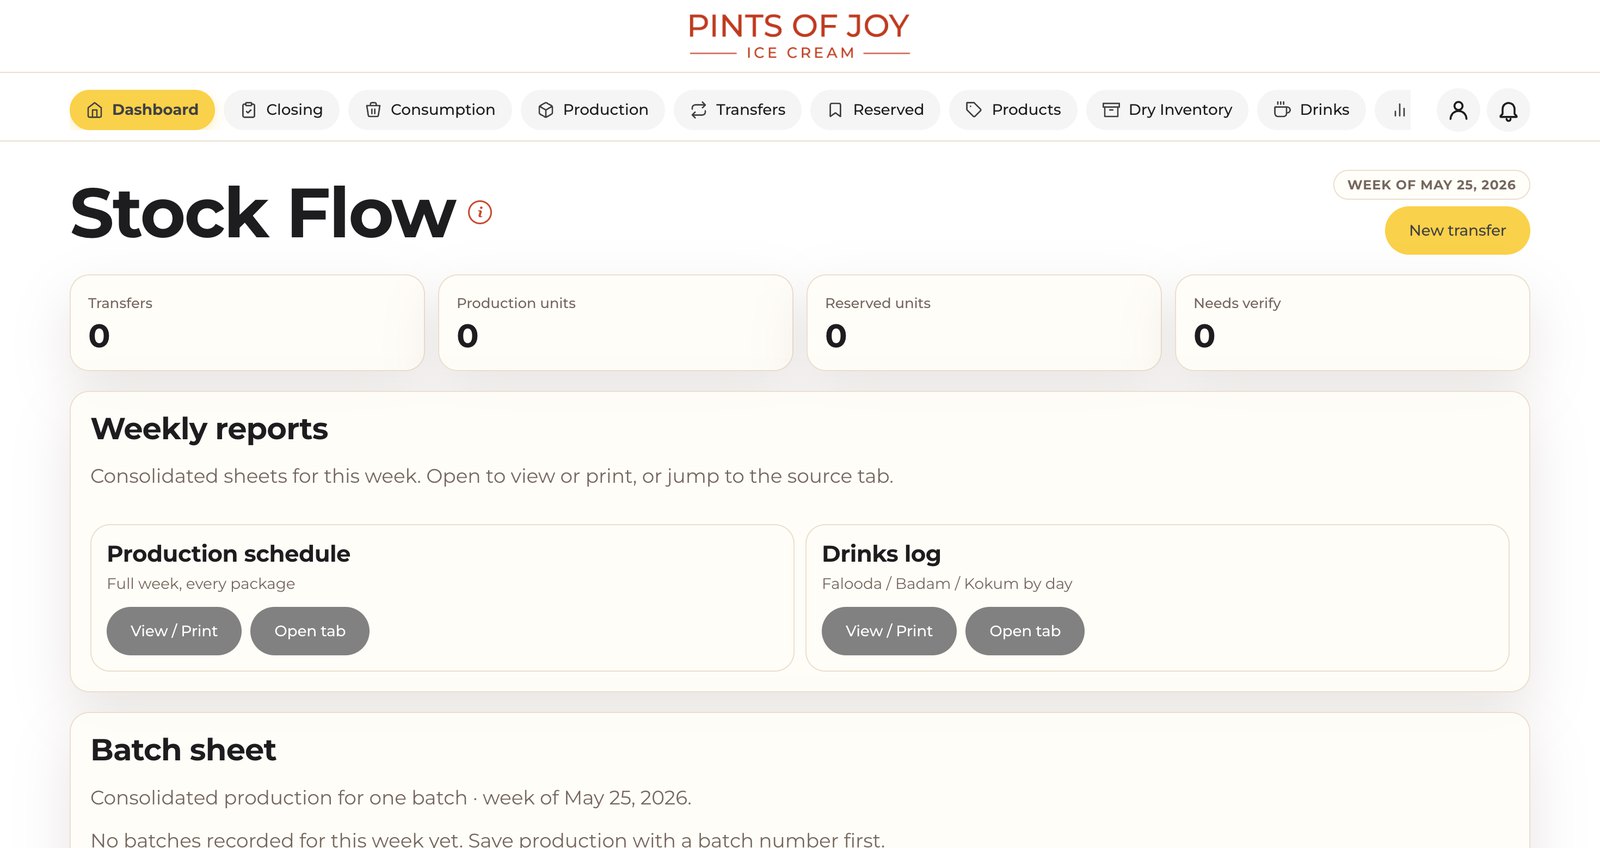 PINTS OF JOY
ICE CREAM
Dashboard
Closing
Consumption
Production
Transfers
Reserved
Products
Dry Inventory
Drinks
Stock Flow
i
WEEK OF MAY 25, 2026
New transfer
Transfers
0
Production units
0
Reserved units
0
Needs verify
0
Weekly reports
Consolidated sheets for this week. Open to view or print, or jump to the source tab.
Production schedule
Full week, every package
View / Print
Open tab
Drinks log
Falooda / Badam / Kokum by day
View / Print
Open tab
Batch sheet
Consolidated production for one batch · week of May 25, 2026.
No batches recorded for this week yet. Save production with a batch number first.